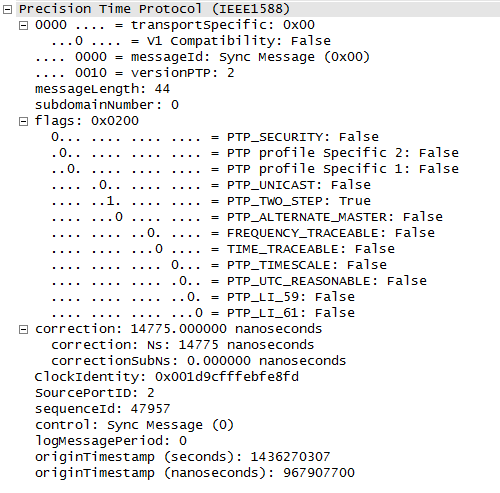 Precision Time Protocol (IEEE1588)
0000 .... = transportSpecific: 0x00
...0 .... = V1 Compatibility: False
.... 0000 = messageId: Sync Message (0x00)
.... 0010 = versionPTP: 2
messageLength: 44
subdomainNumber: 0
flags: 0x0200
0... .... .... .... = PTP_SECURITY: False
.0.. .... .... .... = PTP profile Specific 2: False
..0. .... .... .... = PTP profile Specific 1: False
.... .0.. .... .... = PTP_UNICAST: False
.... ..1. .... .... = PTP_TWO_STEP: True
.... ...0 .... .... = PTP_ALTERNATE_MASTER: False
.... .... ..0. .... = FREQUENCY_TRACEABLE: False
.... .... ...0 .... = TIME_TRACEABLE: False
.... .... .... 0... = PTP_TIMESCALE: False
.... .... .... .0.. = PTP_UTC_REASONABLE: False
.... .... .... ..0. = PTP_LI_59: False
.... .... .... ...0 = PTP_LI_61: False
correction: 14775.000000 nanoseconds
correction: Ns: 14775 nanoseconds
correctionSubNs: 0.000000 nanoseconds
ClockIdentity: 0x001d9cfffebfe8fd
SourcePortID: 2
sequenceId: 47957
control: Sync Message (0)
logMessagePeriod: 0
originTimestamp (seconds): 1436270307
originTimestamp (nanoseconds): 967907700